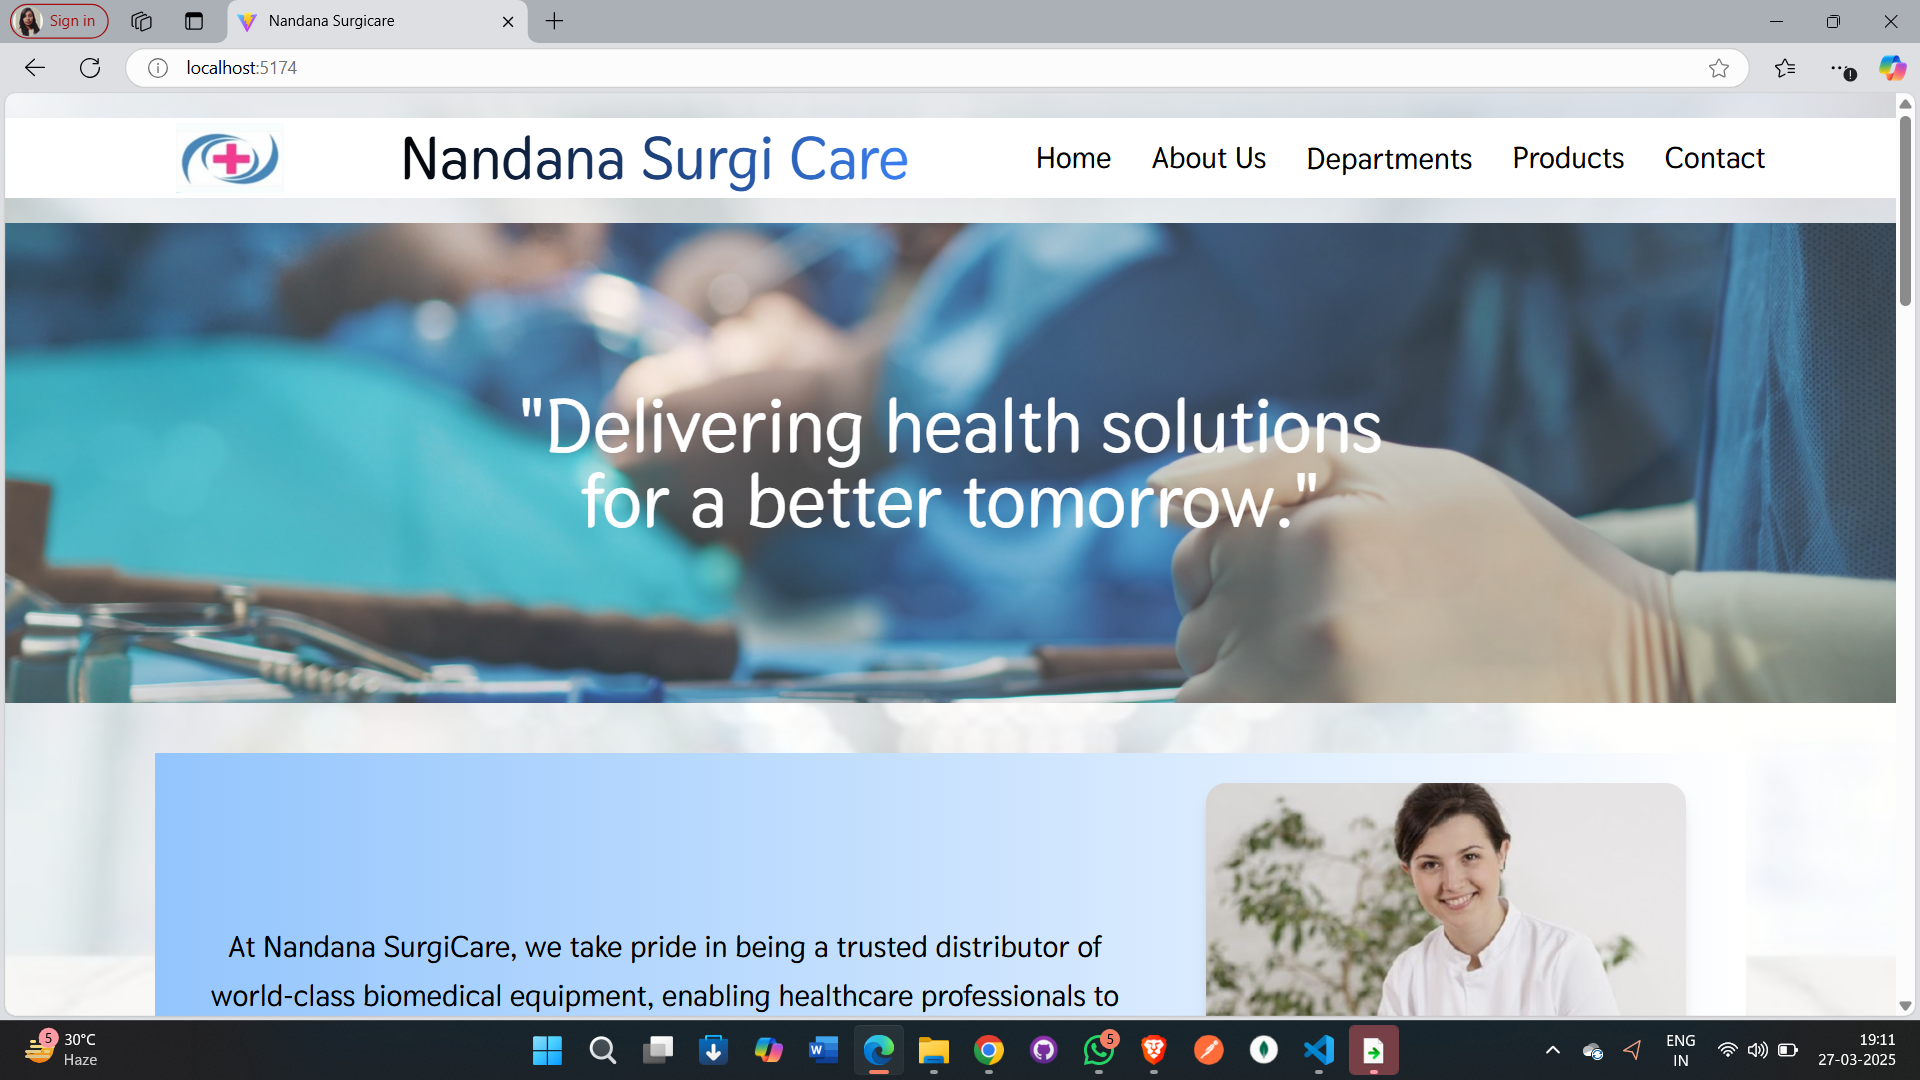 Sign in
Nandana Surgicare
localhost:5174
Nandana Surgi Care
Home About Us Departments Products Contact
"Delivering health solutions
for a better tomorrow."
At Nandana SurgiCare, we take pride in being a trusted distributor of
world-class biomedical equipment, enabling healthcare professionals to
5
30°C
Haze
W
5
ENG
IN
19:11
27-03-2025